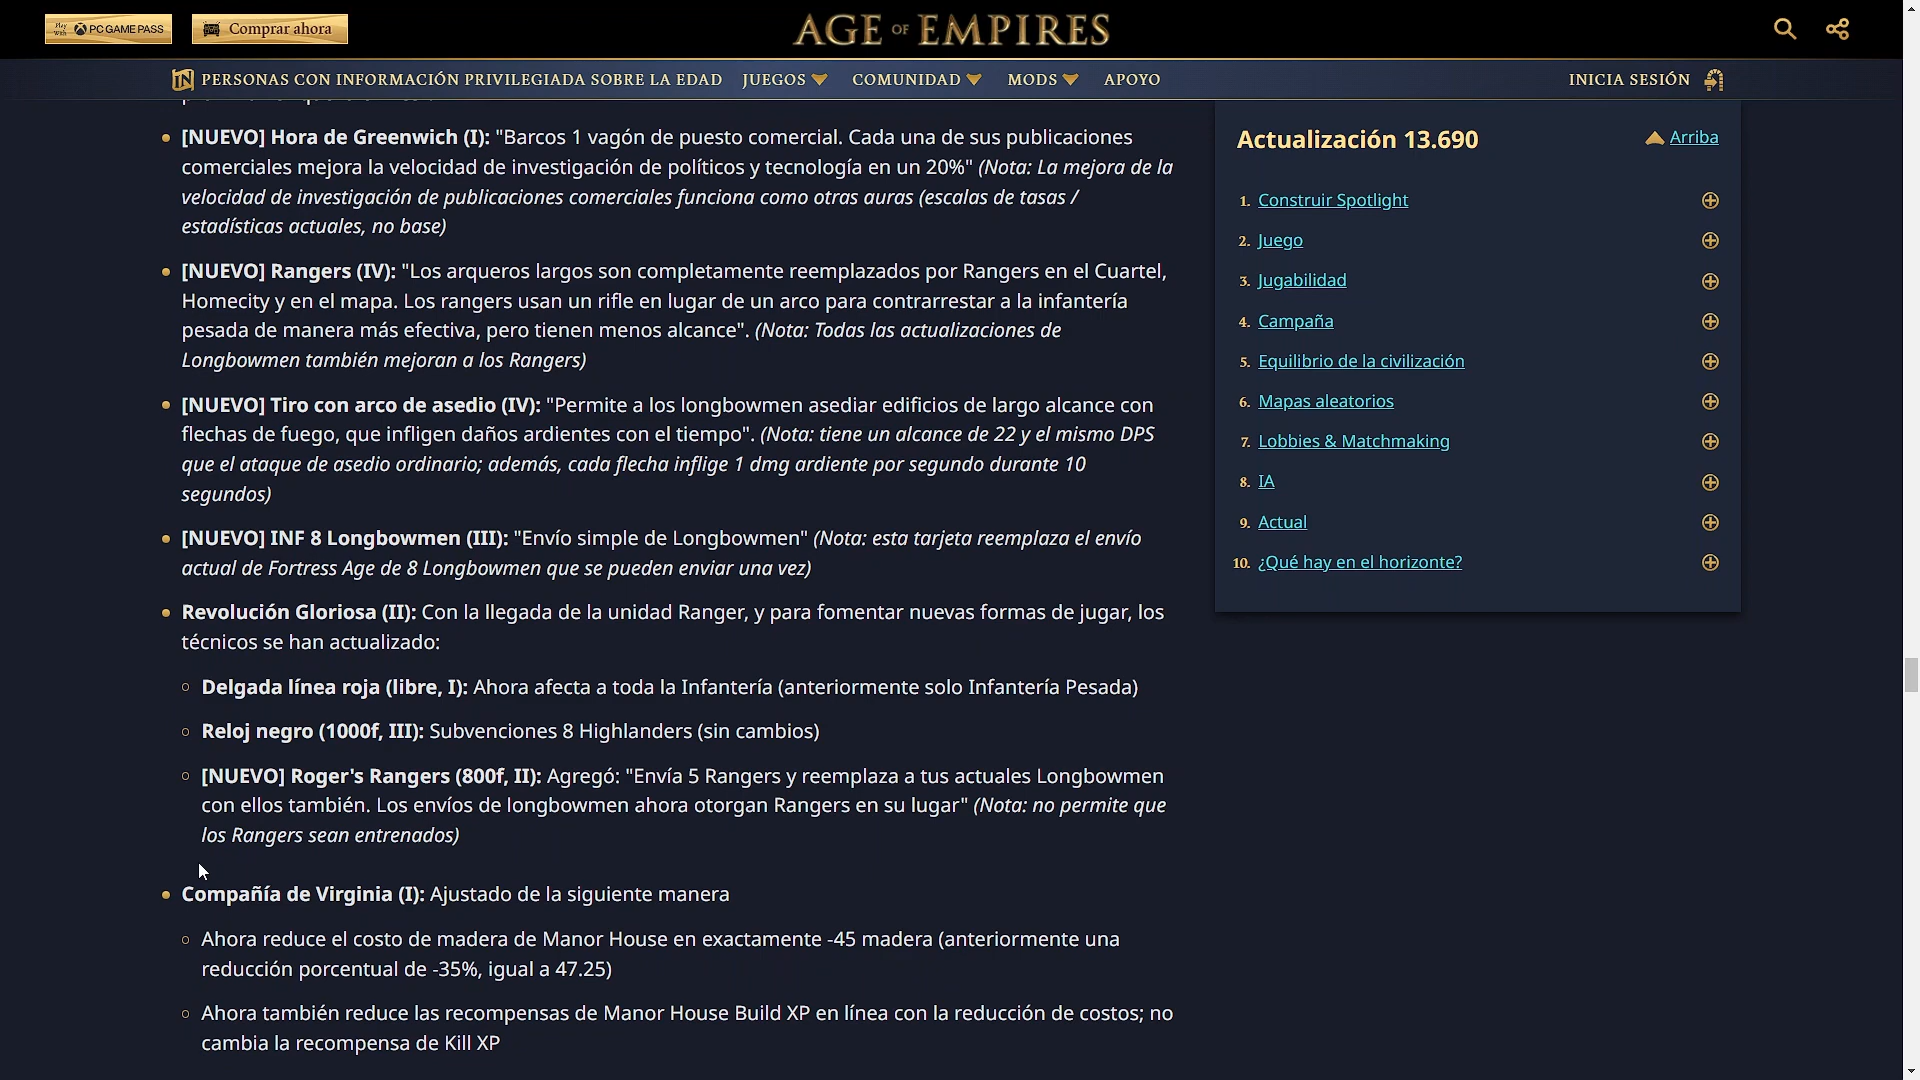 Play With PC GAME PASS
Comprar ahora
AGE OF EMPIRES
PERSONAS CON INFORMACIÓN PRIVILEGIADA SOBRE LA EDAD
JUEGOS
COMUNIDAD
MODS
APOYO
INICIA SESIÓN
[NUEVO] Hora de Greenwich (I): "Barcos 1 vagón de puesto comercial. Cada una de sus publicaciones
comerciales mejora la velocidad de investigación de políticos y tecnología en un 20%" (Nota: La mejora de la
velocidad de investigación de publicaciones comerciales funciona como otras auras (escalas de tasas /
estadísticas actuales, no base)
[NUEVO] Rangers (IV): "Los arqueros largos son completamente reemplazados por Rangers en el Cuartel,
Homecity y en el mapa. Los rangers usan un rifle en lugar de un arco para contrarrestar a la infantería
pesada de manera más efectiva, pero tienen menos alcance". (Nota: Todas las actualizaciones de
Longbowmen también mejoran a los Rangers)
[NUEVO] Tiro con arco de asedio (IV): "Permite a los longbowmen asediar edificios de largo alcance con
flechas de fuego, que infligen daños ardientes con el tiempo". (Nota: tiene un alcance de 22 y el mismo DPS
que el ataque de asedio ordinario; además, cada flecha inflige 1 dmg ardiente por segundo durante 10
segundos)
[NUEVO] INF 8 Longbowmen (III): "Envío simple de Longbowmen" (Nota: esta tarjeta reemplaza el envío
actual de Fortress Age de 8 Longbowmen que se pueden enviar una vez)
Revolución Gloriosa (II): Con la llegada de la unidad Ranger, y para fomentar nuevas formas de jugar, los
técnicos se han actualizado:
Delgada línea roja (libre, I): Ahora afecta a toda la Infantería (anteriormente solo Infantería Pesada)
Reloj negro (1000f, III): Subvenciones 8 Highlanders (sin cambios)
[NUEVO] Roger's Rangers (800f, II): Agregó: "Envía 5 Rangers y reemplaza a tus actuales Longbowmen
con ellos también. Los envíos de longbowmen ahora otorgan Rangers en su lugar" (Nota: no permite que
los Rangers sean entrenados)
Compañía de Virginia (I): Ajustado de la siguiente manera
Ahora reduce el costo de madera de Manor House en exactamente -45 madera (anteriormente una
reducción porcentual de -35%, igual a 47.25)
Ahora también reduce las recompensas de Manor House Build XP en línea con la reducción de costos; no
cambia la recompensa de Kill XP
Actualización 13.690
Arriba
1. Construir Spotlight
2. Juego
3. Jugabilidad
4. Campaña
5. Equilibrio de la civilización
6. Mapas aleatorios
7. Lobbies & Matchmaking
8. IA
9. Actual
10. ¿Qué hay en el horizonte?